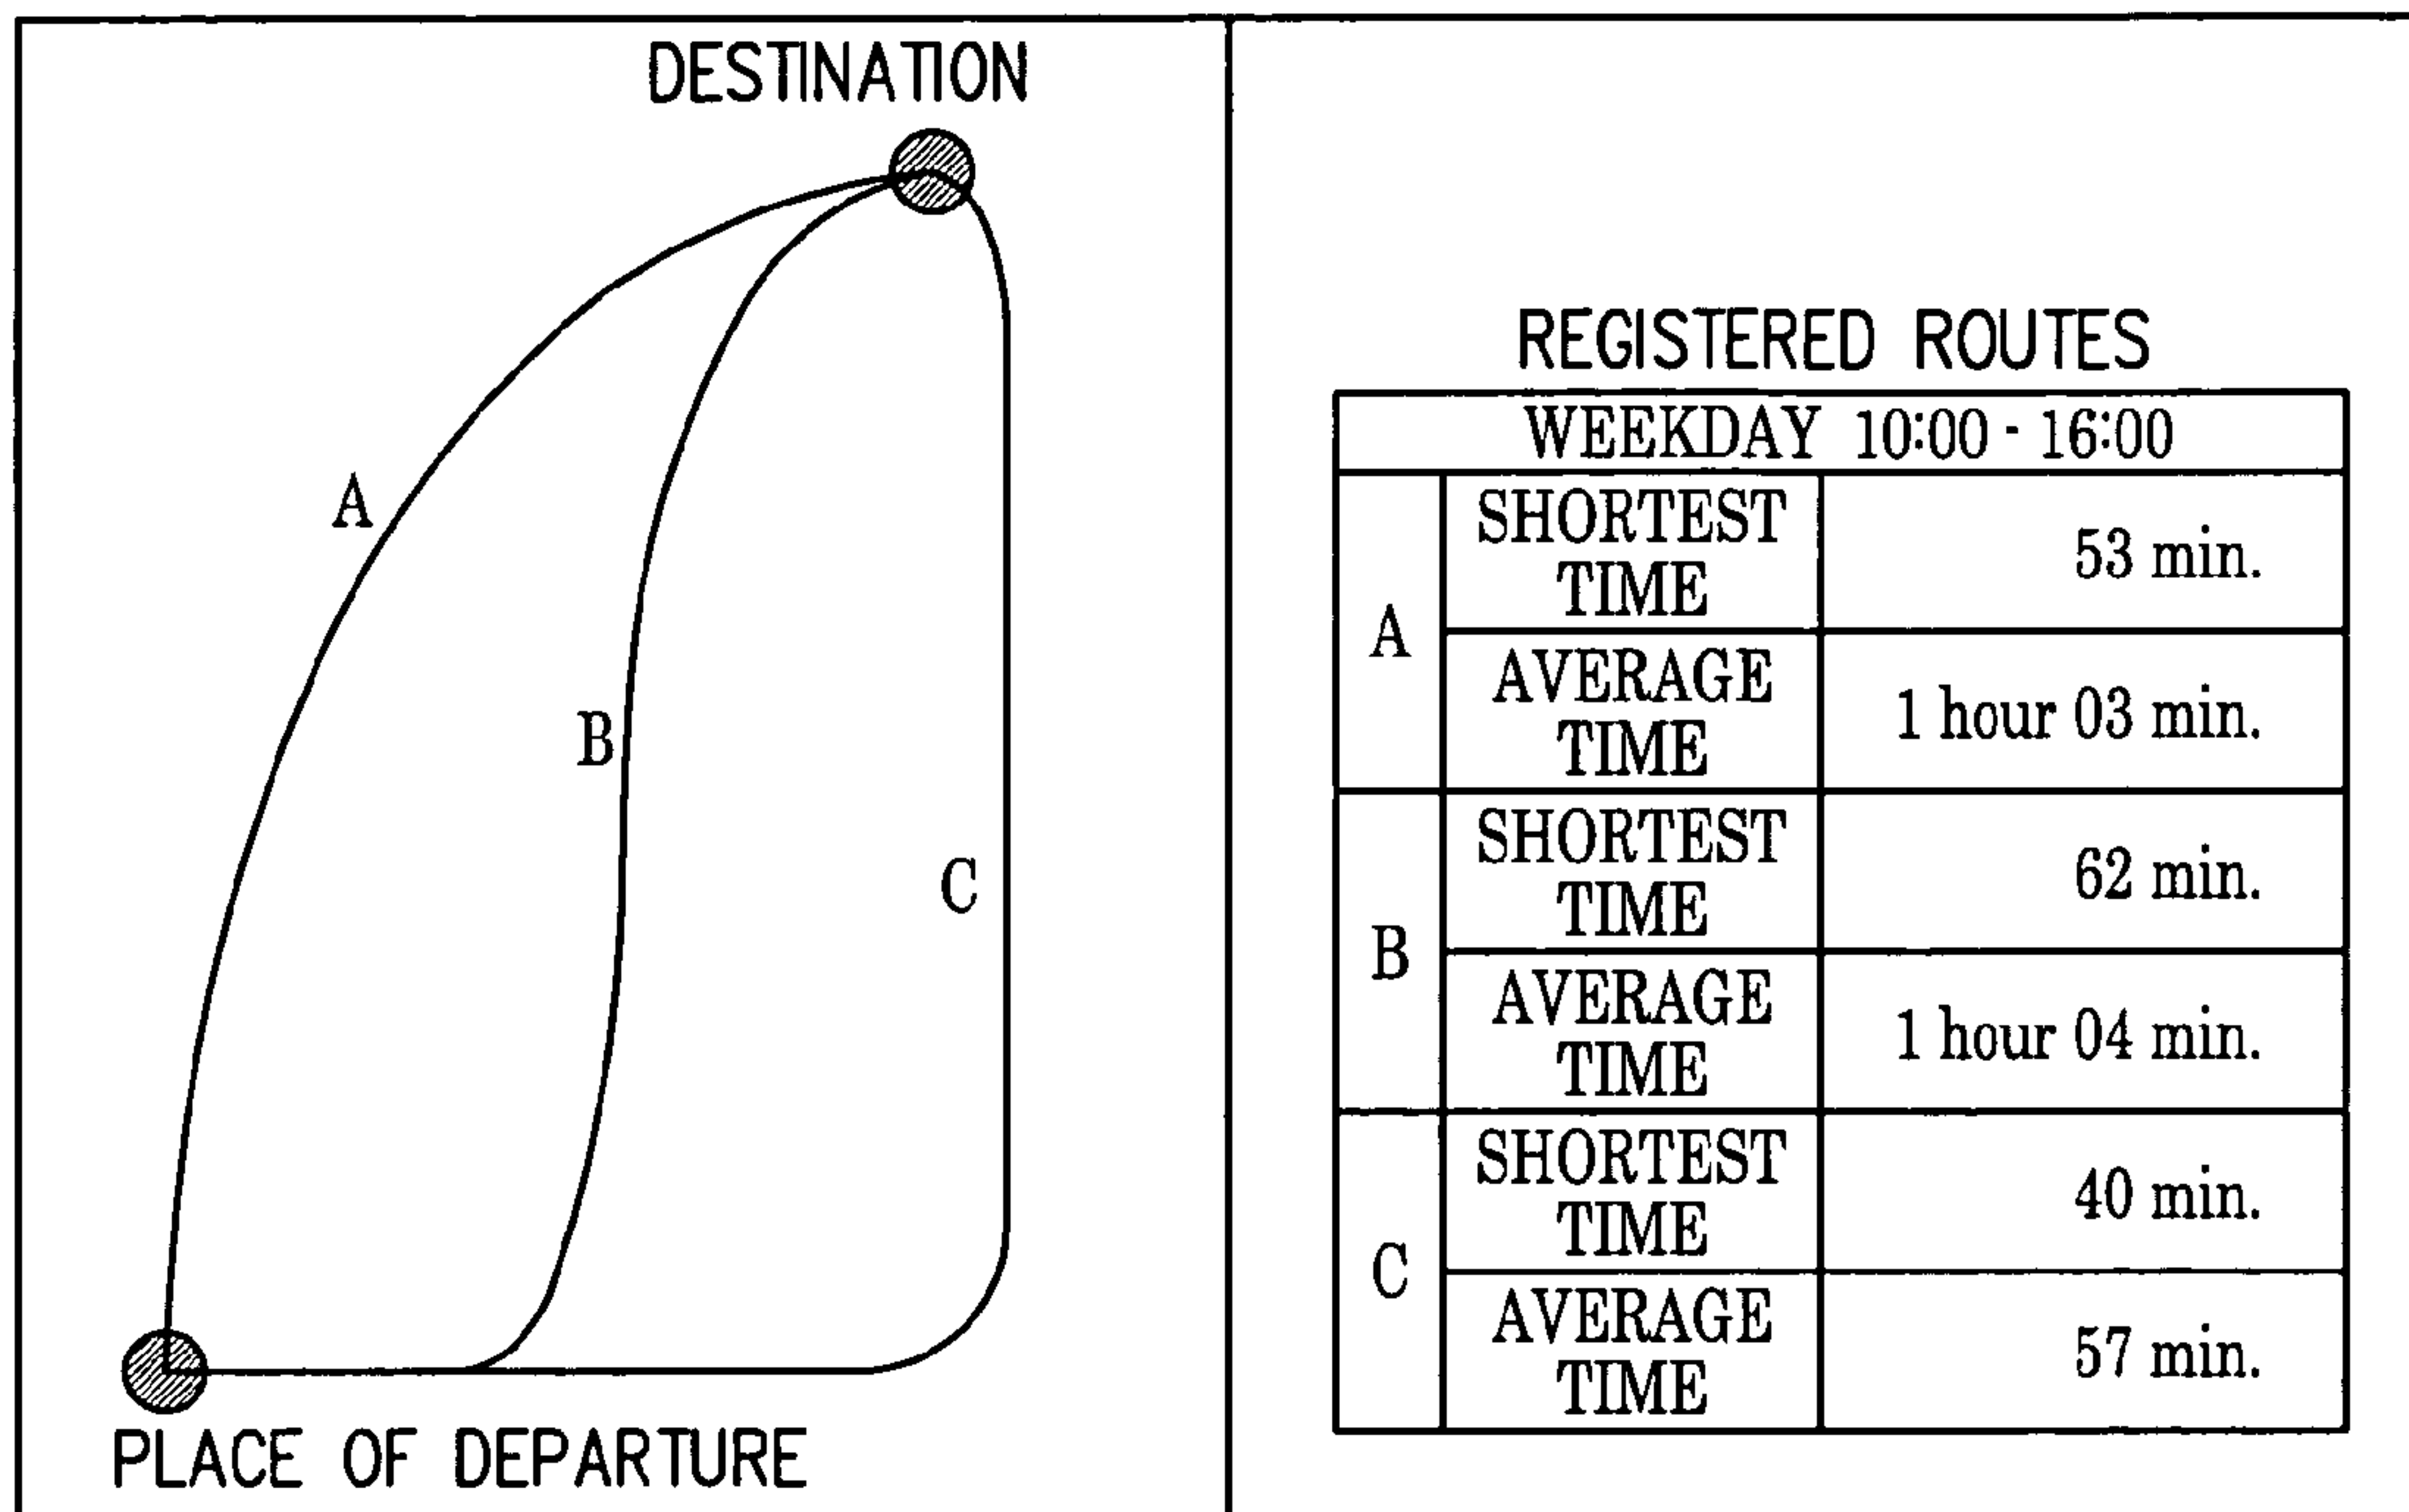 DESTINATION
A
B
C
PLACE OF DEPARTURE
REGISTERED ROUTES
WEEKDAY 10:00 - 16:00
A
SHORTEST
TIME
53 min.
AVERAGE
TIME
1 hour 03 min.
B
SHORTEST
TIME
62 min.
AVERAGE
TIME
1 hour 04 min.
C
SHORTEST
TIME
40 min.
AVERAGE
TIME
57 min.